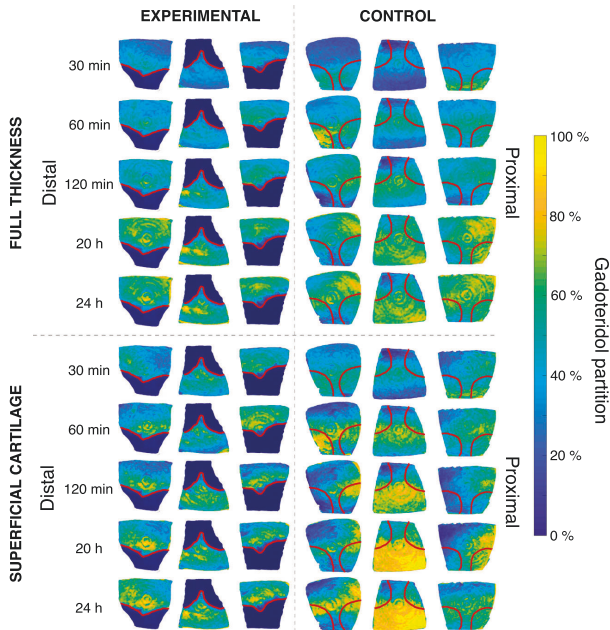 EXPERIMENTAL CONTROL
FULL THICKNESS
Distal
30 min
60 min
120 min
20 h
24 h
Proximal
SUPERFICIAL CARTILAGE
Distal
30 min
60 min
120 min
20 h
24 h
Proximal
100 %
80 %
60 %
40 %
20 %
0 %
Gadoteridol partition